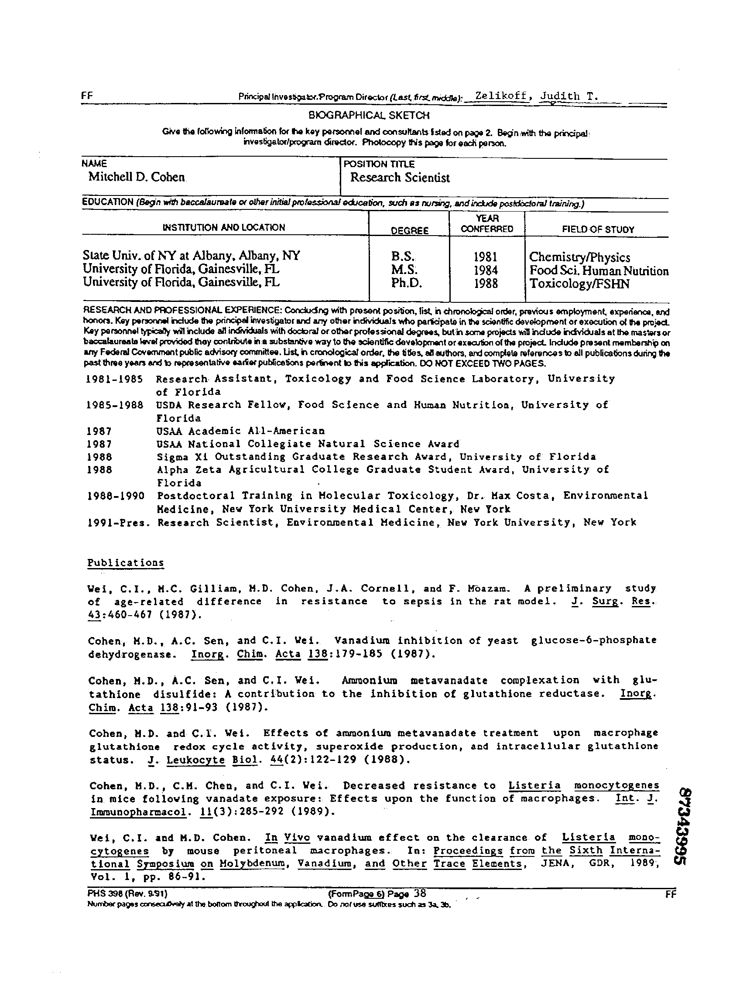 FF Principal Investigator/Program Director (Last, first, middle): Zelikoff, Judith T.
BIOGRAPHICAL SKETCH
Give the following information for the key personnel and consultants listed on page 2. Begin with the principal
investigator/program director. Photocopy this page for each person.
NAME POSITION TITLE
Mitchell D. Cohen Research Scientist
EDUCATION (Begin with baccalaureate or other initial professional education, such as nursing, and include postdoctoral training.)
INSTITUTION AND LOCATION DEGREE YEAR CONFERRED FIELD OF STUDY
State Univ. of NY at Albany, Albany, NY B.S. 1981 Chemistry/Physics
University of Florida, Gainesville, FL M.S. 1984 Food Sci. Human Nutrition
University of Florida, Gainesville, FL Ph.D. 1988 Toxicology/FSHN
RESEARCH AND PROFESSIONAL EXPERIENCE: Concluding with present position, list, in chronological order, previous employment, experience, and
honors. Key personnel include the principal investigator and any other individuals who participate in the scientific development or execution of the project.
Key personnel typically will include all individuals with doctoral or other professional degrees, but in some projects will include individuals at the masters or
baccalaureate level provided they contribute in a substantive way to the scientific development or execution of the project. Include present membership on
any Federal Government public advisory committee. List, in cronological order, the titles, all authors, and complete references to all publications during the
past three years and to representative earlier publications pertinent to this application. DO NOT EXCEED TWO PAGES.
1981-1985 Research Assistant, Toxicology and Food Science Laboratory, University
of Florida
1985-1988 USDA Research Fellow, Food Science and Human Nutrition, University of
Florida
1987 USAA Academic All-American
1987 USAA National Collegiate Natural Science Award
1988 Sigma Xi Outstanding Graduate Research Award, University of Florida
1988 Alpha Zeta Agricultural College Graduate Student Award, University of
Florida
1988-1990 Postdoctoral Training in Molecular Toxicology, Dr. Max Costa, Environmental
Medicine, New York University Medical Center, New York
1991-Pres. Research Scientist, Environmental Medicine, New York University, New York
Publications
Wei, C.I., M.C. Gilliam, M.D. Cohen, J.A. Cornell, and F. Moazam. A preliminary study
of age-related difference in resistance to sepsis in the rat model. J. Surg. Res.
43:460-467 (1987).
Cohen, M.D., A.C. Sen, and C.I. Wei. Vanadium inhibition of yeast glucose-6-phosphate
dehydrogenase. Inorg. Chim. Acta 138:179-185 (1987).
Cohen, M.D., A.C. Sen, and C.I. Wei. Ammonium metavanadate complexation with glu-
tathione disulfide: A contribution to the inhibition of glutathione reductase. Inorg.
Chim. Acta 138:91-93 (1987).
Cohen, M.D. and C.I. Wei. Effects of ammonium metavanadate treatment upon macrophage
glutathione redox cycle activity, superoxide production, and intracellular glutathione
status. J. Leukocyte Biol. 44(2):122-129 (1988).
Cohen, M.D., C.M. Chen, and C.I. Wei. Decreased resistance to Listeria monocytogenes
in mice following vanadate exposure: Effects upon the function of macrophages. Int. J.
Immunopharmacol. 11(3):285-292 (1989).
Wei, C.I. and M.D. Cohen. In Vivo vanadium effect on the clearance of Listeria mono-
cytogenes by mouse peritoneal macrophages. In: Proceedings from the Sixth Interna-
tional Symposium on Molybdenum, Vanadium, and Other Trace Elements, JENA, GDR, 1989,
Vol. 1, pp. 86-91.
87343995
PHS 398 (Rev. 9/91) (Form Page 6) Page 38 FF
Number pages consecutively at the bottom throughout the application. Do not use suffixes such as 3a, 3b.